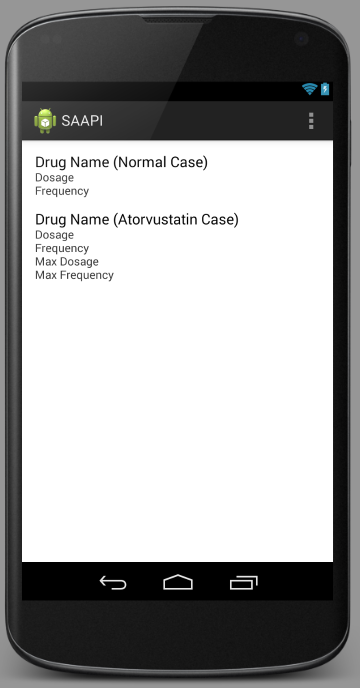 SAAPI
Drug Name (Normal Case)
Dosage
Frequency
Drug Name (Atorvustatin Case)
Dosage
Frequency
Max Dosage
Max Frequency